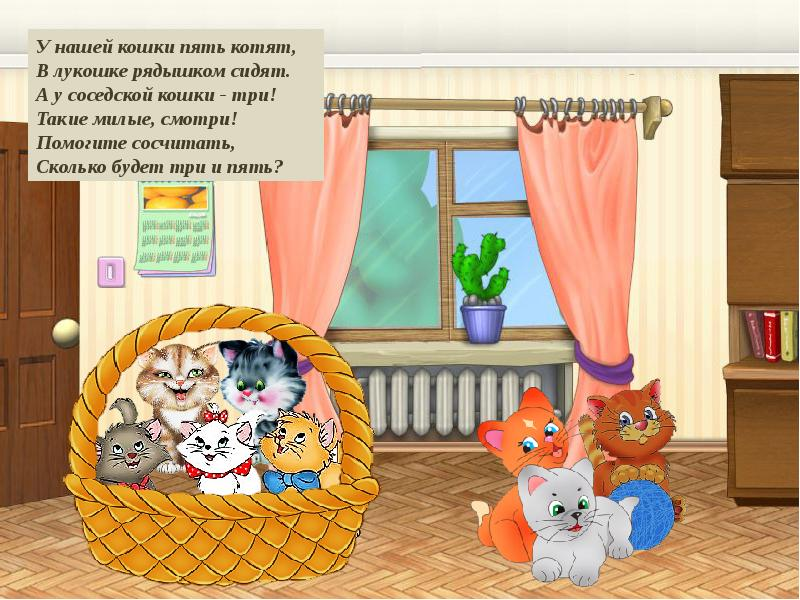 У нашей кошки пять котят,
В лукошке рядышком сидят.
А у соседской кошки - три!
Такие милые, смотри!
Помогите сосчитать,
Сколько будет три и пять?